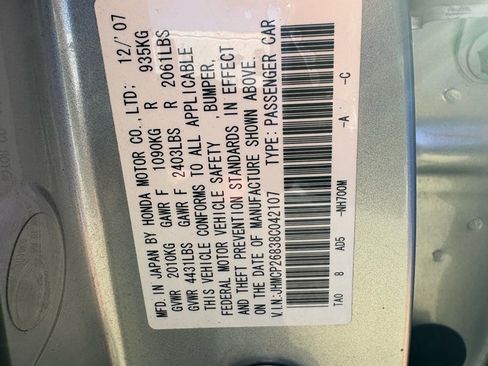 MFD. IN JAPAN BY HONDA MOTOR CO., LTD: 12/'07
GVWR 2010KG GAWR F 1090KG R 935KG
GVWR 4431LBS GAWR F 2403LBS R 2061LBS
THIS VEHICLE CONFORMS TO ALL APPLICABLE
FEDERAL MOTOR VEHICLE SAFETY , BUMPER,
AND THEFT PREVENTION STANDARDS IN EFFECT
ON THE DATE OF MANUFACTURE SHOWN ABOVE.
V.I.N:JHMCP26838C042107 TYPE: PASSENGER CAR
TA0 8 AD5 -NH700M -A -C